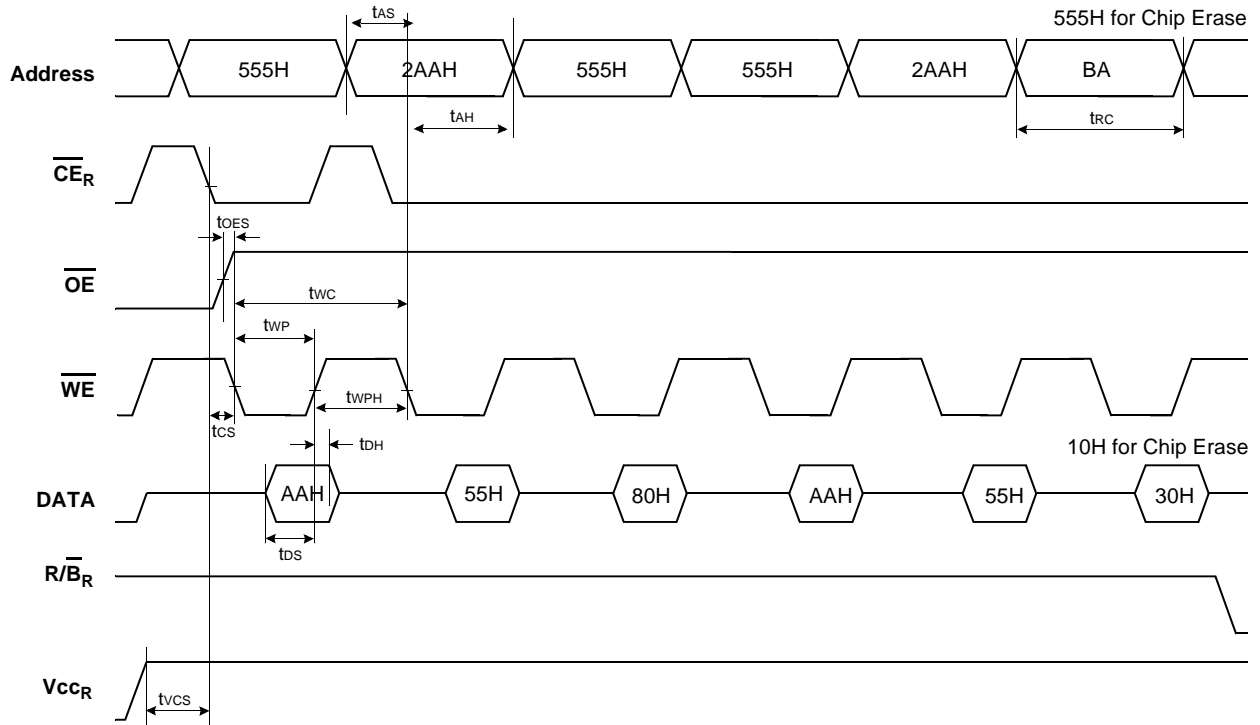 tAS
555H for Chip Erase
Address 555H 2AAH 555H 555H 2AAH BA
tAH tRC
CER
tOES
OE
tWC
tWP
WE
tWPH
tCS
tDH
10H for Chip Erase
DATA AAH 55H 80H AAH 55H 30H
tDS
R/BR
VccR
tVCS